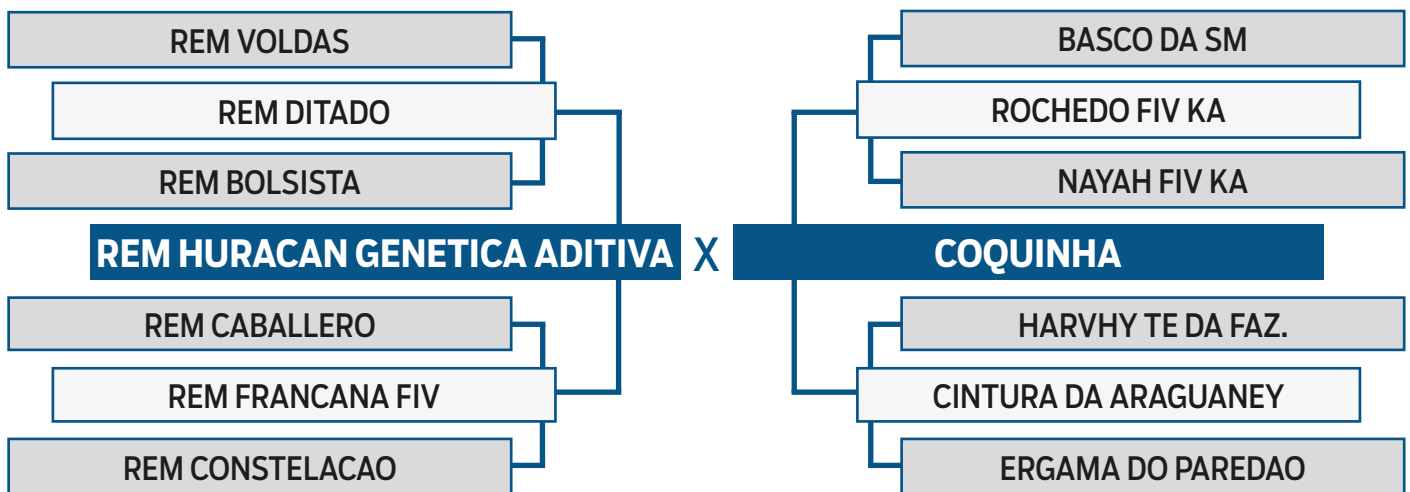 REM VOLDAS
REM DITADO
REM BOLSISTA
REM HURACAN GENETICA ADITIVA
REM CABALLERO
REM FRANCANA FIV
REM CONSTELACAO
X
BASCO DA SM
ROCHEDO FIV KA
NAYAH FIV KA
COQUINHA
HARVHY TE DA FAZ.
CINTURA DA ARAGUANEY
ERGAMA DO PAREDAO